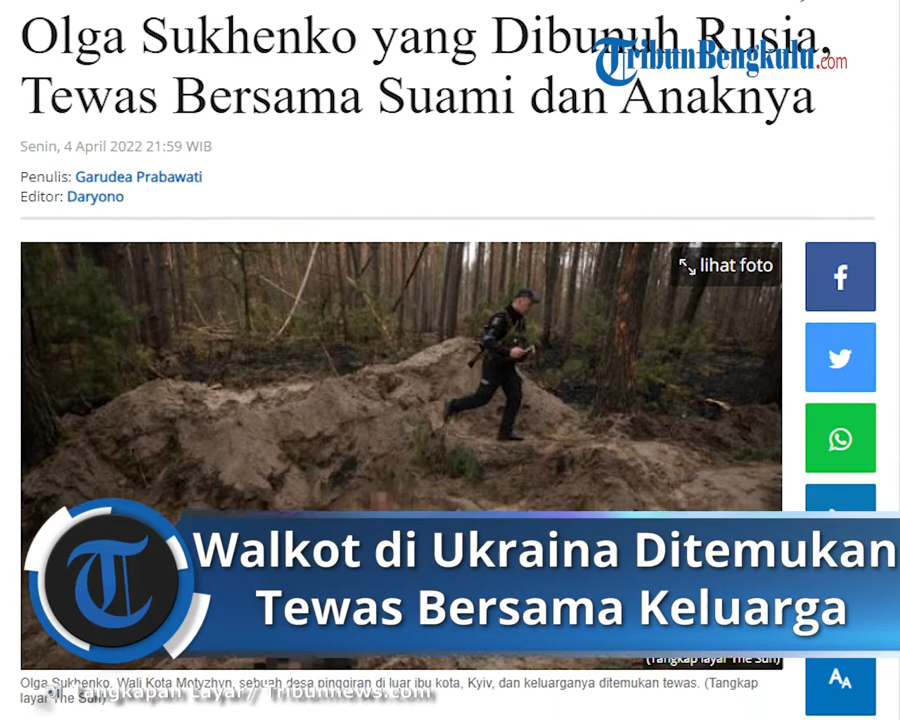 Olga Sukhenko yang Dibunuh Rusia,
TribunBengkulu.com
Tewas Bersama Suami dan Anaknya
Senin, 4 April 2022 21:59 WIB
Penulis: Garudea Prabawati
Editor: Daryono
lihat foto
Walkot di Ukraina Ditemukan
Tewas Bersama Keluarga
(Tangkap layar The Sun)
Olga Sukhenko, Wali Kota Motyzhyn, sebuah desa pinggiran di luar ibu kota, Kyiv, dan keluarganya ditemukan tewas. (Tangkap
layar The Sun)
Tangkapan Layar/ Tribunnews.com
AA